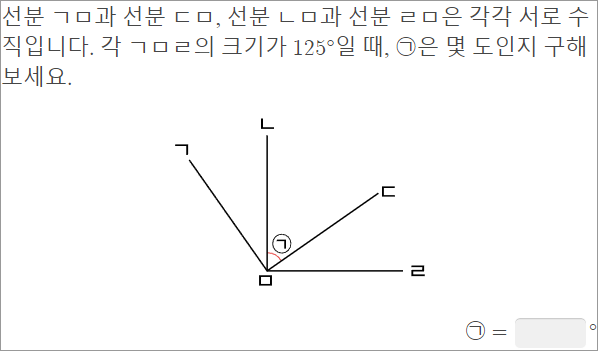 선분 ㄱㅁ과 선분 ㄷㅁ, 선분 ㄴㅁ과 선분 ㄹㅁ은 각각 서로 수
직입니다. 각 ㄱㅁㄹ의 크기가 125°일 때, ㉠은 몇 도인지 구해
보세요.
ㄴ
ㄱ
ㄷ
㉠
ㄹ
ㅁ
㉠ = °